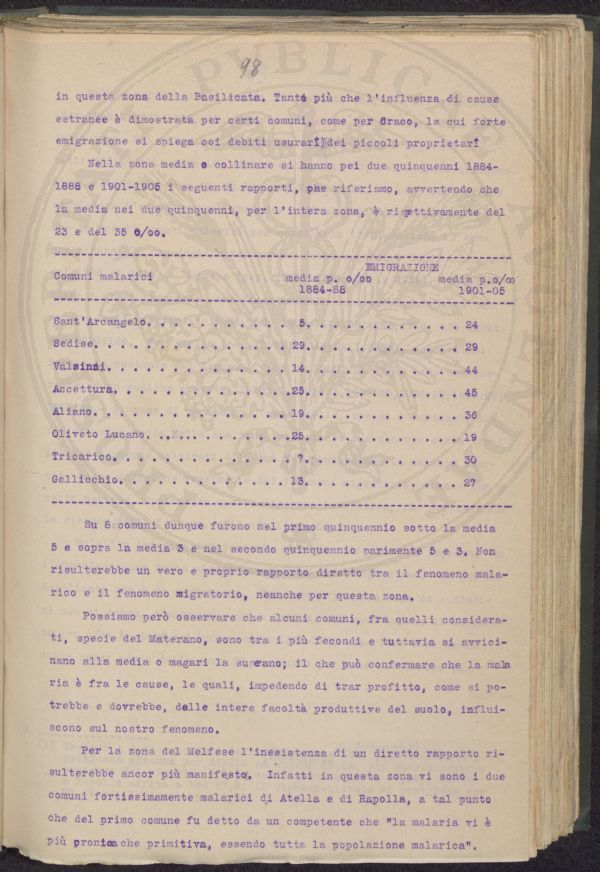 98
in questa zona della Basilicata. Tanto più che l'influenza di cause
estranee è dimostrata per certi comuni, come per Craco, la cui forte
emigrazione si spiega coi debiti usurarî dei piccoli proprietarî
Nella zona media e collinare si hanno pei due quinquenni 1884-
1888 e 1901-1905 i seguenti rapporti, che riferiamo, avvertendo che
la media nei due quinquenni, per l'intera zona, è rispettivamente del
23 e del 35 o/oo.
EMIGRAZIONE
Comuni malarici media p. o/oo media p.o/oo
1884-88 1901-05
Sant'Arcangelo. . . . . . . . . . . . 5. . . . . . . . . . . . . 24
Sedise. . . . . . . . . . . . . . . . 29. . . . . . . . . . . . . 29
Valsinni. . . . . . . . . . . . . . . 14. . . . . . . . . . . . . 44
Accettura. . . . . . . . . . . . . . .25. . . . . . . . . . . . . 45
Aliano. . . . . . . . . . . . . . . . 19. . . . . . . . . . . . . 36
Oliveto Lucano. . ... . . . . . . . . .25. . . . . . . . . . . . . 19
Tricarico. . . . . . . . . . . . . . . 7. . . . . . . . . . . . . 30
Gallicchio. . . . . . . . . . . . . . 13. . . . . . . . . . . . . 27
Su 8 comuni dunque furono nel primo quinquennio sotto la media
5 e sopra la media 3 e nel secondo quinquennio parimente 5 e 3. Non
risulterebbe un vero e proprio rapporto diretto tra il fenomeno mala-
rico e il fenomeno migratorio, neanche per questa zona.
Possiamo però osservare che alcuni comuni, fra quelli considera-
ti, specie del Materano, sono tra i più fecondi e tuttavia si avvici-
nano alla media o magari la superano; il che può confermare che la mala
ria è fra le cause, le quali, impedendo di trar profitto, come si po-
trebbe e dovrebbe, delle intere facoltà produttive del suolo, influi-
scono sul nostro fenomeno.
Per la zona del Melfese l'inesistenza di un diretto rapporto ri-
sulterebbe ancor più manifesto. Infatti in questa zona vi sono i due
comuni fortissimamente malarici di Atella e di Rapolla, a tal punto
che del primo comune fu detto da un competente che "la malaria vi è
più cronica che primitiva, essendo tutta la popolazione malarica".